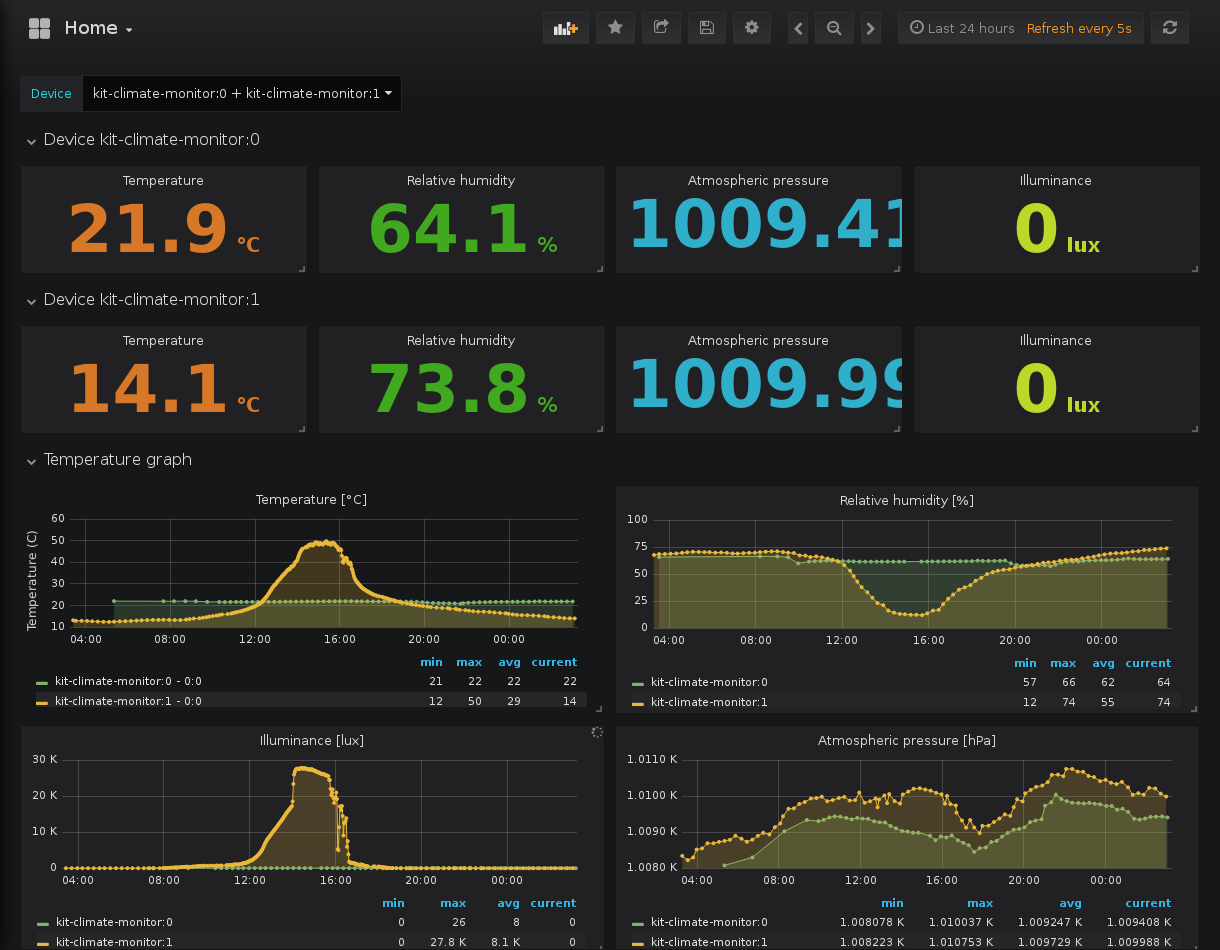 Home
Last 24 hours Refresh every 5s
Device kit-climate-monitor:0 + kit-climate-monitor:1
Device kit-climate-monitor:0
Temperature Relative humidity Atmospheric pressure Illuminance
21.9 °C 64.1 % 1009.41 0 lux
Device kit-climate-monitor:1
Temperature Relative humidity Atmospheric pressure Illuminance
14.1 °C 73.8 % 1009.99 0 lux
Temperature graph
Temperature [°C]
Temperature (C)
60
50
40
30
20
10
04:00 08:00 12:00 16:00 20:00 00:00
min max avg current
kit-climate-monitor:0 - 0:0 21 22 22 22
kit-climate-monitor:1 - 0:0 12 50 29 14
Relative humidity [%]
100
75
50
25
0
04:00 08:00 12:00 16:00 20:00 00:00
min max avg current
kit-climate-monitor:0 57 66 62 64
kit-climate-monitor:1 12 74 55 74
Illuminance [lux]
30 K
20 K
10 K
0
04:00 08:00 12:00 16:00 20:00 00:00
min max avg current
kit-climate-monitor:0 0 26 8 0
kit-climate-monitor:1 0 27.8 K 8.1 K 0
Atmospheric pressure [hPa]
1.0110 K
1.0100 K
1.0090 K
1.0080 K
04:00 08:00 12:00 16:00 20:00 00:00
min max avg current
kit-climate-monitor:0 1.008078 K 1.010037 K 1.009247 K 1.009408 K
kit-climate-monitor:1 1.008223 K 1.010753 K 1.009729 K 1.009988 K